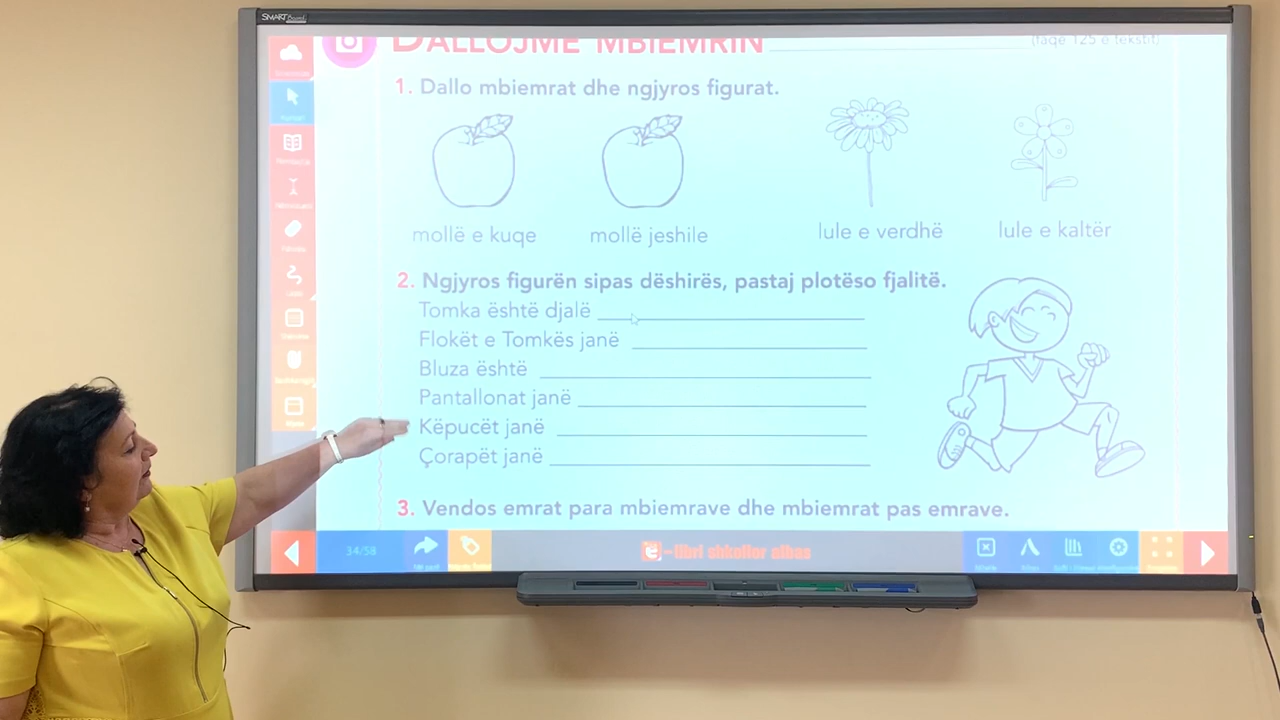 SMART Board
DALLOJMË MBIEMRIN
(faqe 125 e tekstit)
1. Dallo mbiemrat dhe ngjyros figurat.
mollë e kuqe mollë jeshile lule e verdhë lule e kaltër
2. Ngjyros figurën sipas dëshirës, pastaj plotëso fjalitë.
Tomka është djalë
Flokët e Tomkës janë
Bluza është
Pantallonat janë
Këpucët janë
Çorapët janë
3. Vendos emrat para mbiemrave dhe mbiemrat pas emrave.
34/58
e-libri shkollor albas